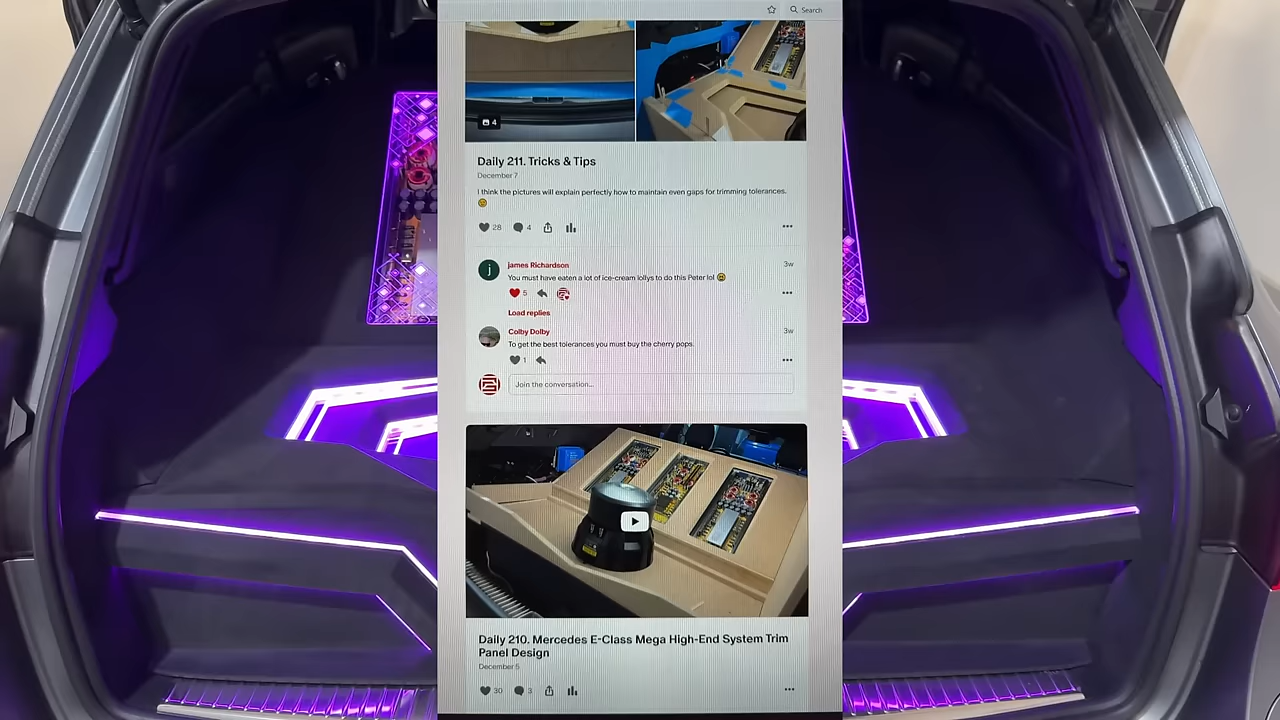 Search
4
Daily 211. Tricks & Tips
December 7
I think the pictures will explain perfectly how to maintain even gaps for trimming tolerances.
28
4
james Richardson
3w
You must have eaten a lot of ice-cream lollys to do this Peter lol
5
Load replies
Colby Dolby
3w
To get the best tolerances you must buy the cherry pops.
1
Join the conversation...
Daily 210. Mercedes E-Class Mega High-End System Trim
Panel Design
December 5
30
3